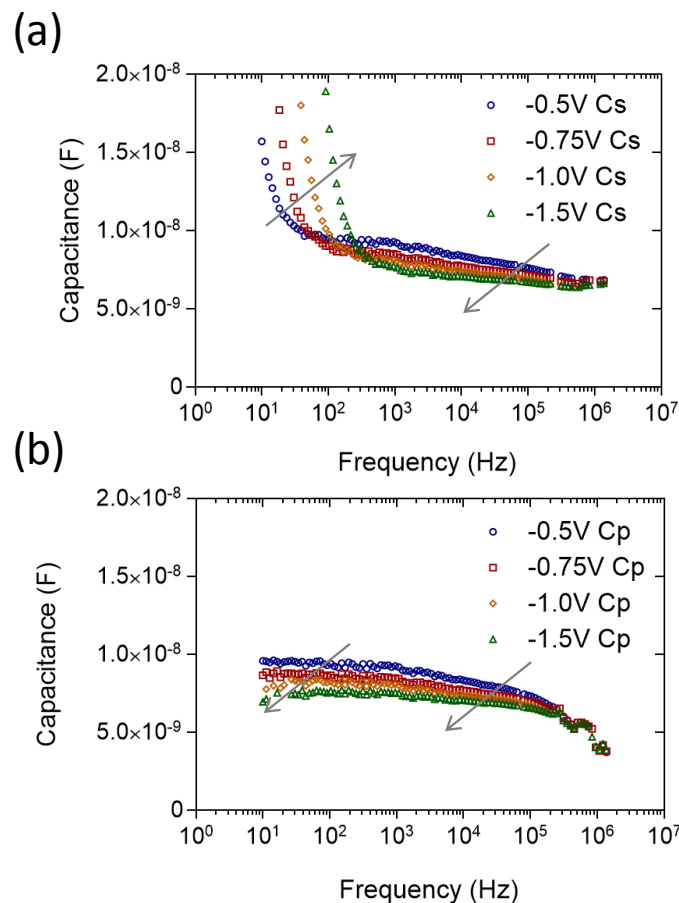 (a)
2.0×10⁻⁸
1.5×10⁻⁸
1.0×10⁻⁸
5.0×10⁻⁹
0
Capacitance (F)
-0.5V Cs
-0.75V Cs
-1.0V Cs
-1.5V Cs
10⁰ 10¹ 10² 10³ 10⁴ 10⁵ 10⁶ 10⁷
Frequency (Hz)
(b)
2.0×10⁻⁸
1.5×10⁻⁸
1.0×10⁻⁸
5.0×10⁻⁹
0
Capacitance (F)
-0.5V Cp
-0.75V Cp
-1.0V Cp
-1.5V Cp
10⁰ 10¹ 10² 10³ 10⁴ 10⁵ 10⁶ 10⁷
Frequency (Hz)